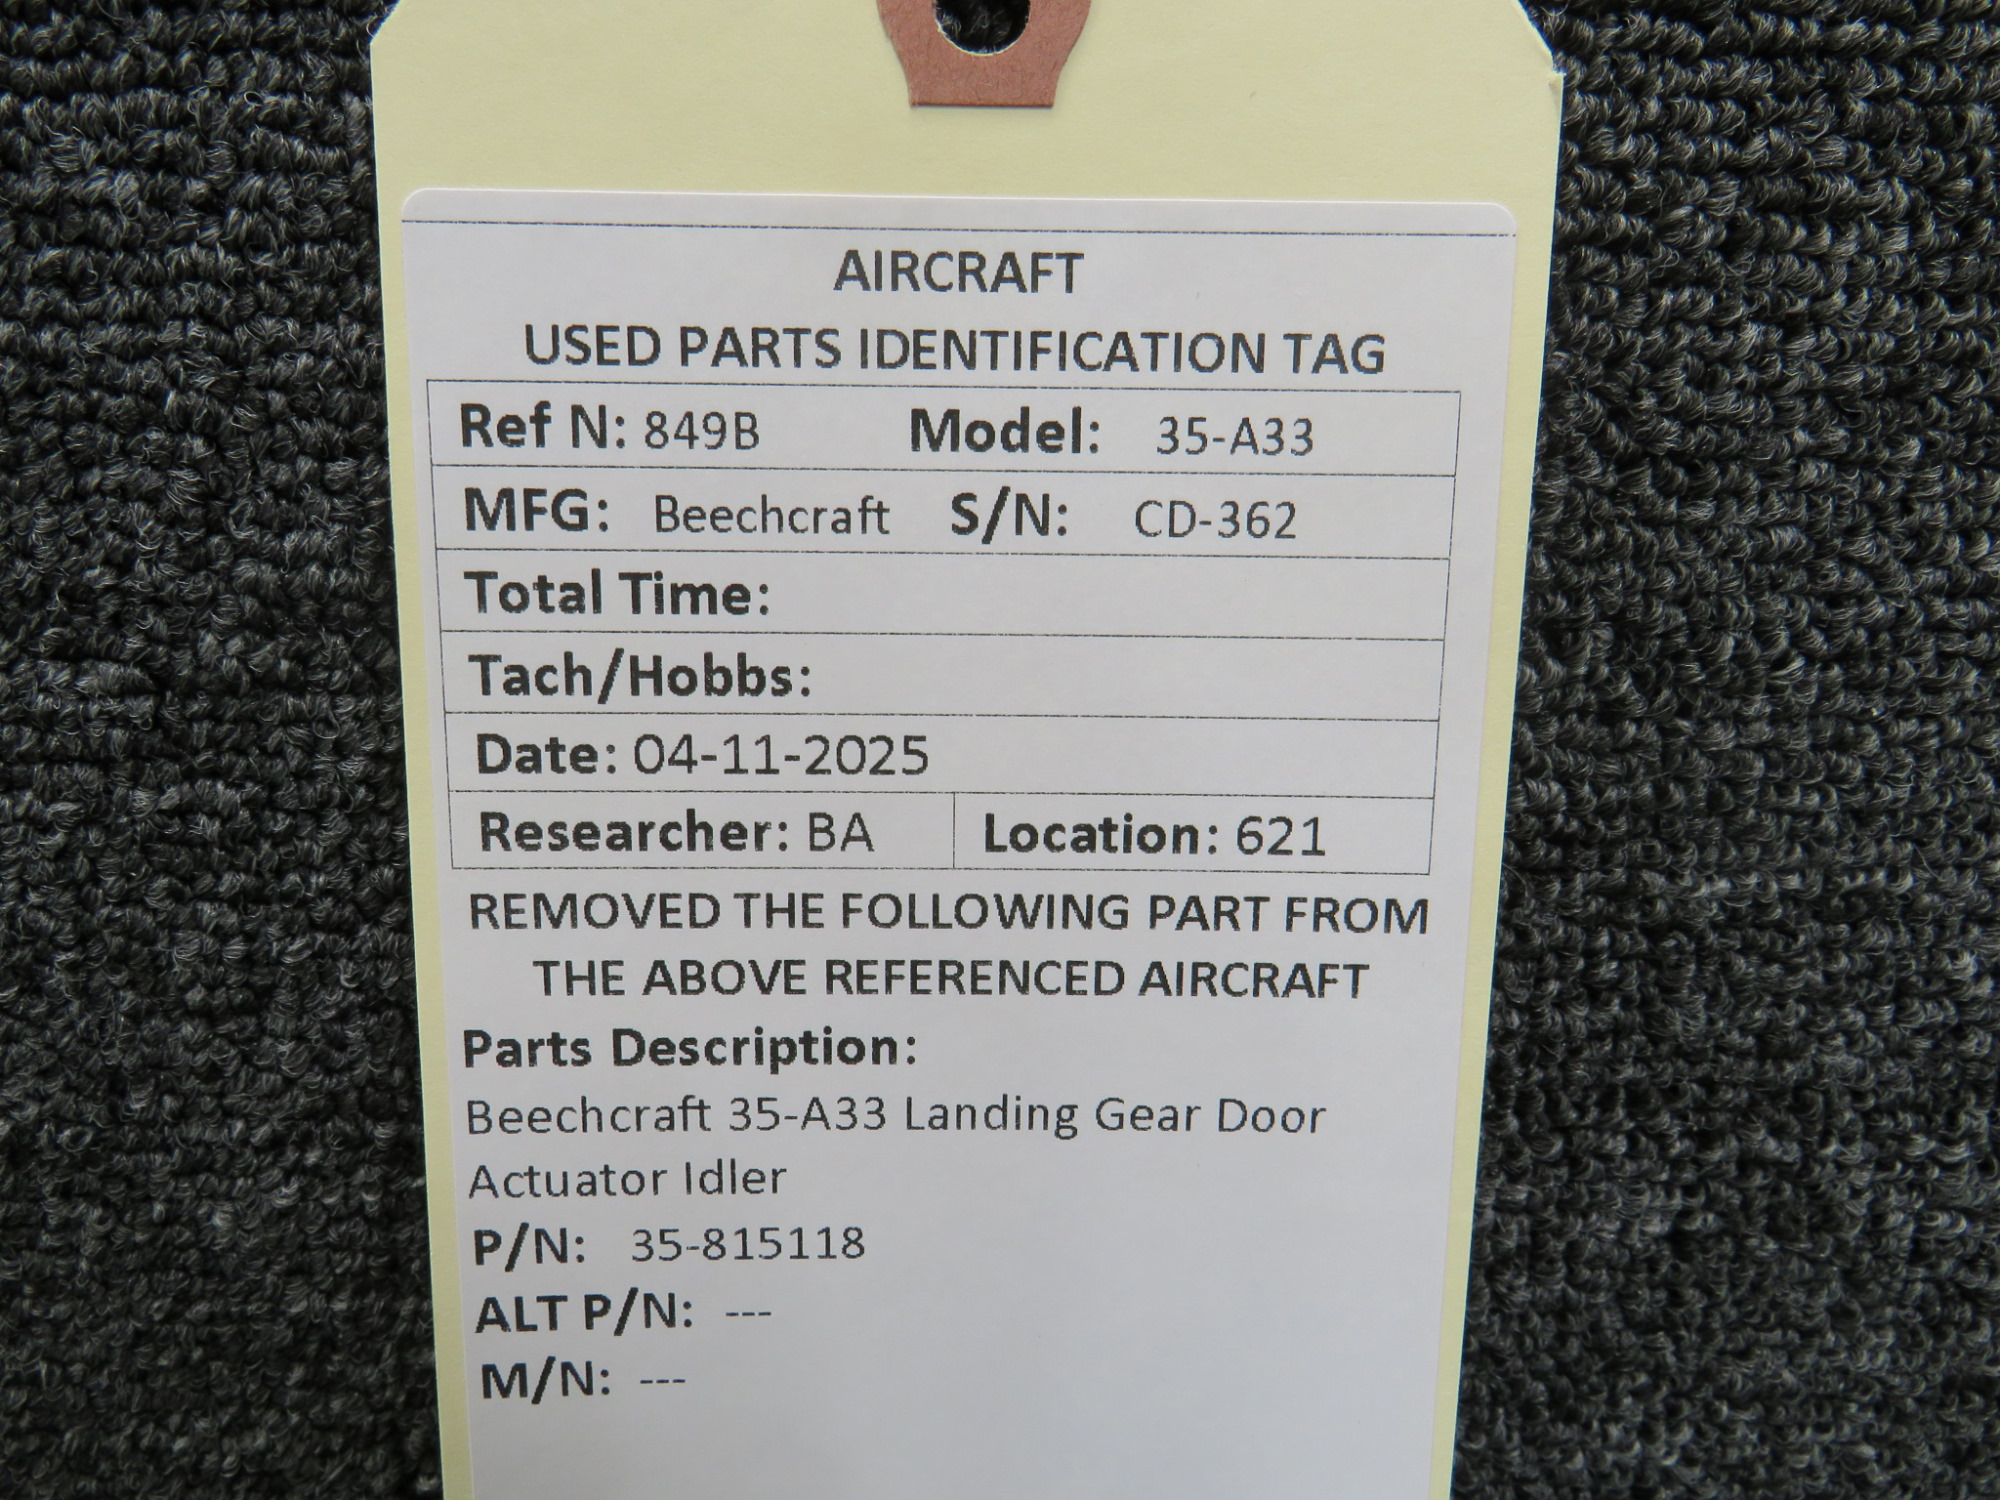 AIRCRAFT
USED PARTS IDENTIFICATION TAG
Ref N: 849B Model: 35-A33
MFG: Beechcraft S/N: CD-362
Total Time:
Tach/Hobbs:
Date: 04-11-2025
Researcher: BA Location: 621
REMOVED THE FOLLOWING PART FROM
THE ABOVE REFERENCED AIRCRAFT
Parts Description:
Beechcraft 35-A33 Landing Gear Door
Actuator Idler
P/N: 35-815118
ALT P/N: ---
M/N: ---